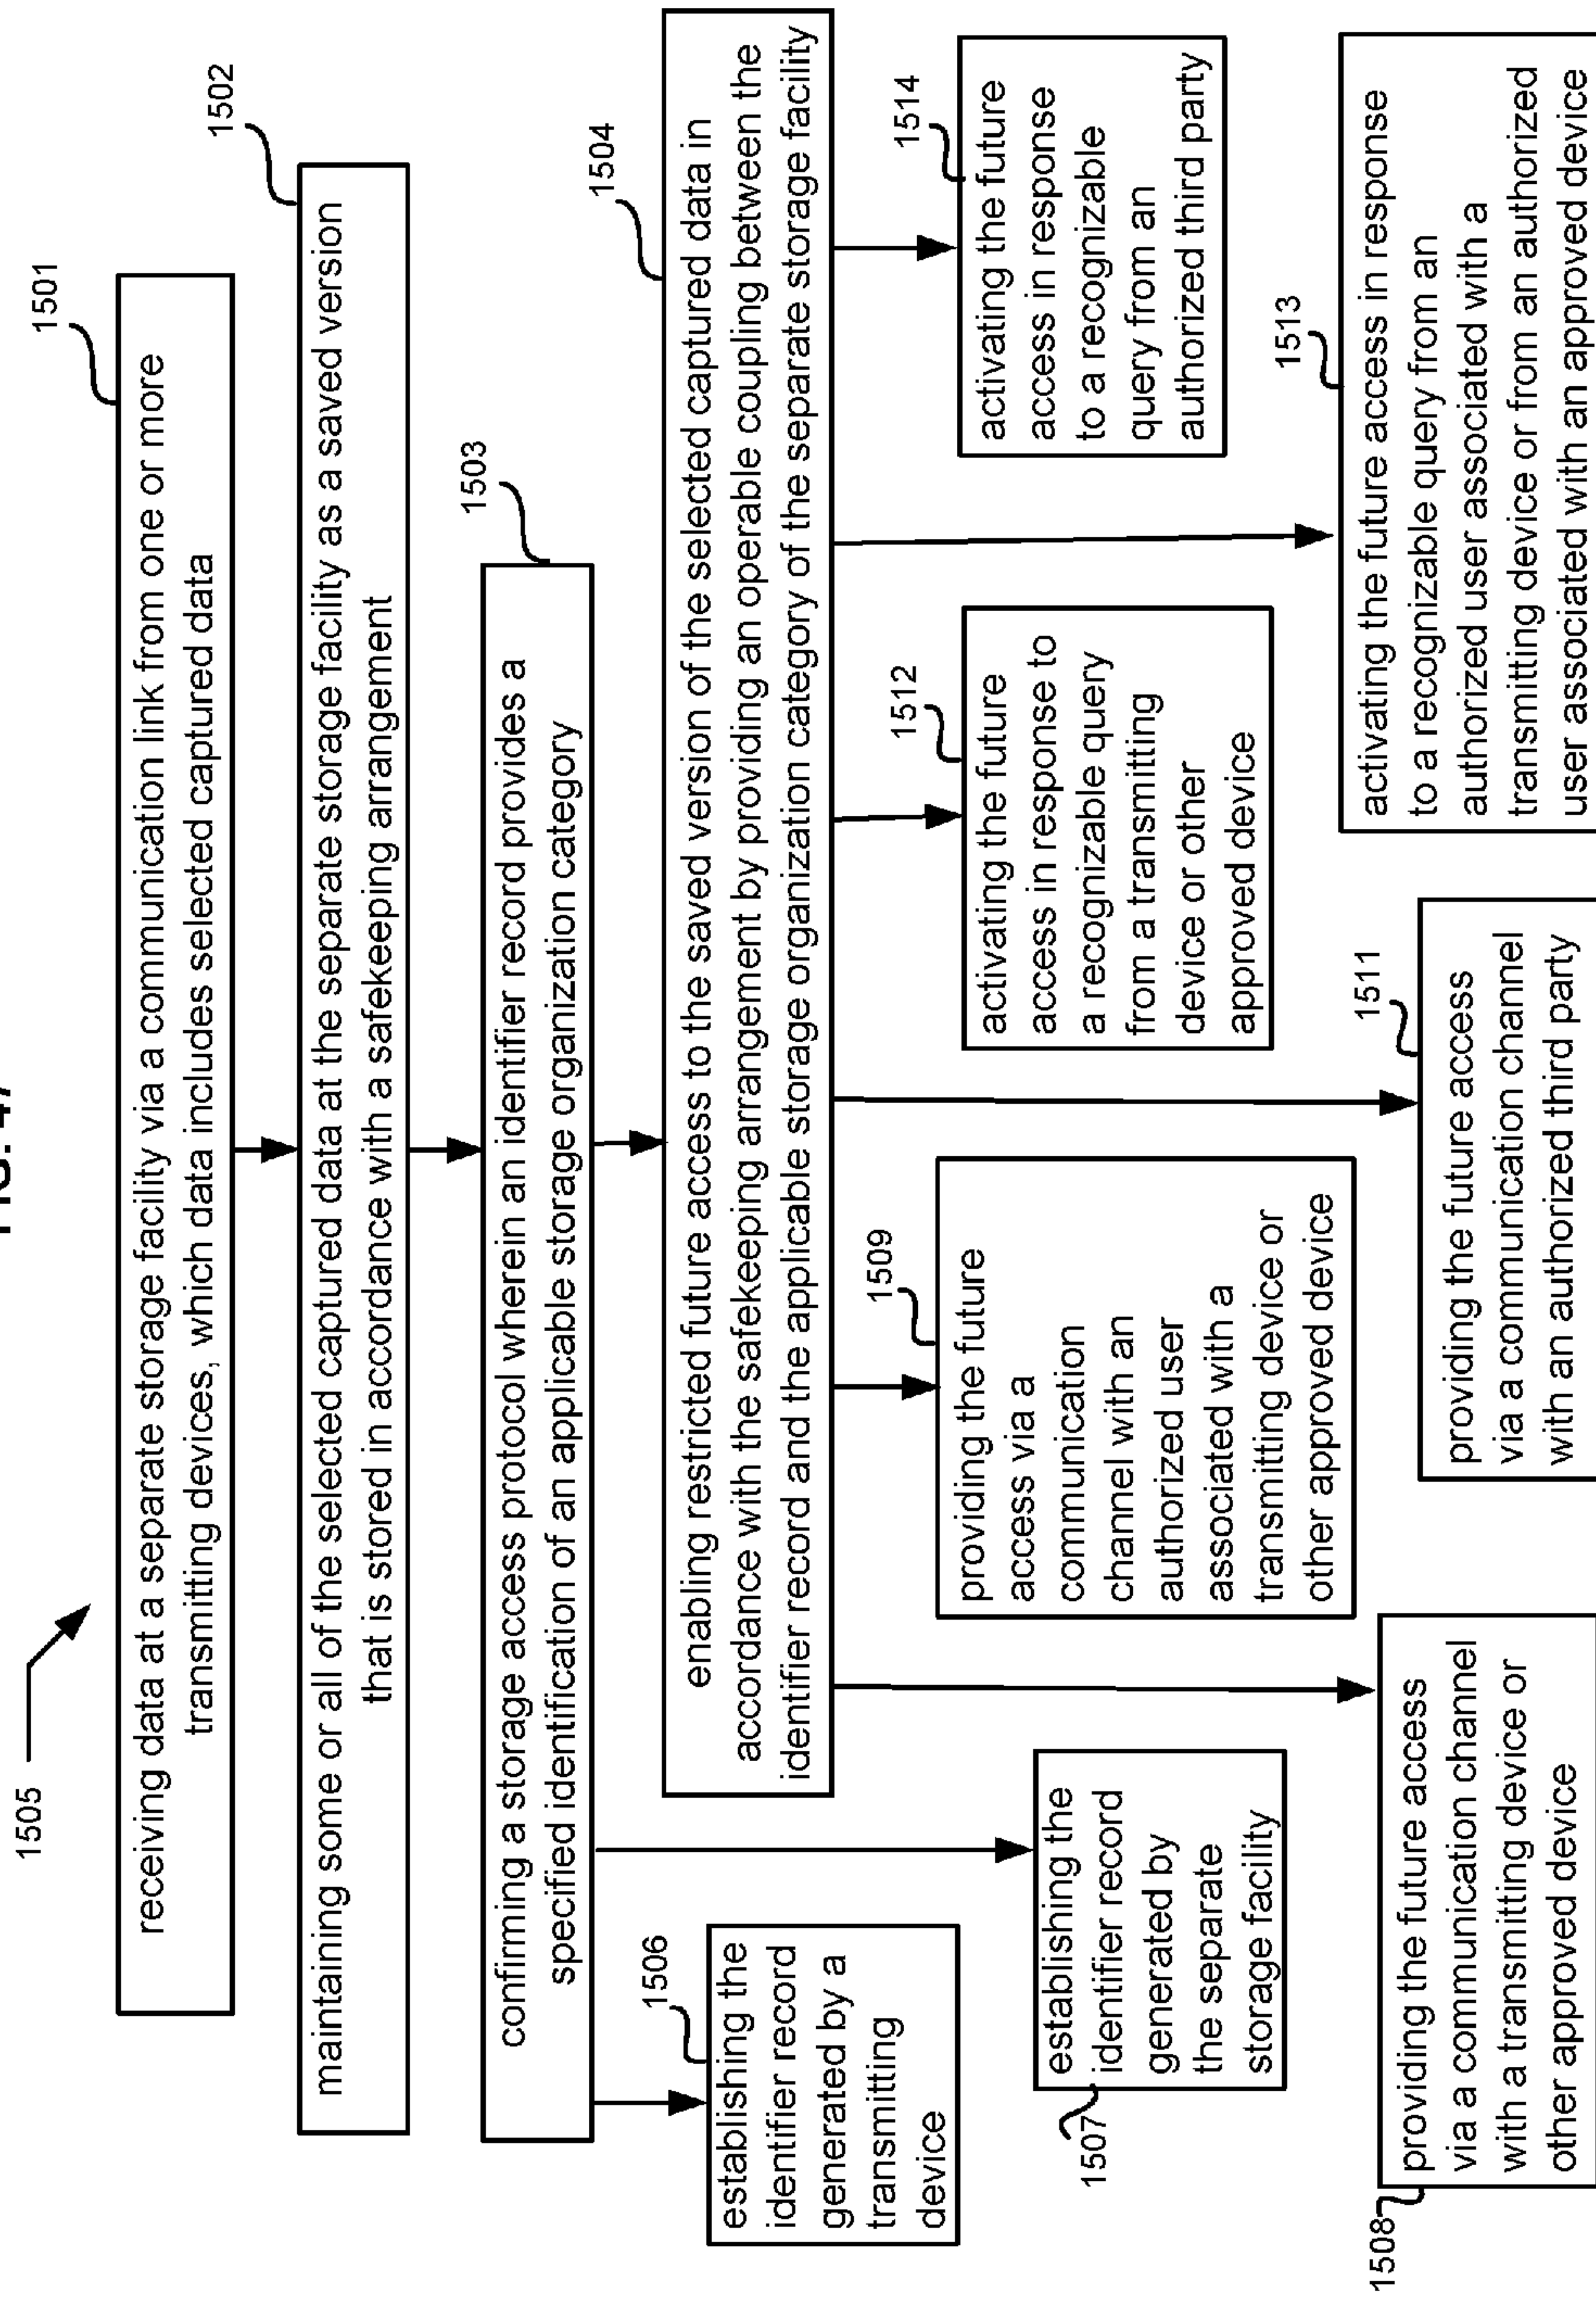 FIG. 47
1505
1501
receiving data at a separate storage facility via a communication link from one or more
transmitting devices, which data includes selected captured data
1502
maintaining some or all of the selected captured data at the separate storage facility as a saved version
that is stored in accordance with a safekeeping arrangement
1503
confirming a storage access protocol wherein an identifier record provides a
specified identification of an applicable storage organization category
1504
enabling restricted future access to the saved version of the selected captured data in
accordance with the safekeeping arrangement by providing an operable coupling between the
identifier record and the applicable storage organization category of the separate storage facility
1506
establishing the
identifier record
generated by a
transmitting
device
1507
establishing the
identifier record
generated by
the separate
storage facility
1508
providing the future access
via a communication channel
with a transmitting device or
other approved device
1509
providing the future
access via a
communication
channel with an
authorized user
associated with a
transmitting device or
other approved device
1511
providing the future access
via a communication channel
with an authorized third party
1512
activating the future
access in response to
a recognizable query
from a transmitting
device or other
approved device
1513
activating the future access in response
to a recognizable query from an
authorized user associated with a
transmitting device or from an authorized
user associated with an approved device
1514
activating the future
access in response
to a recognizable
query from an
authorized third party